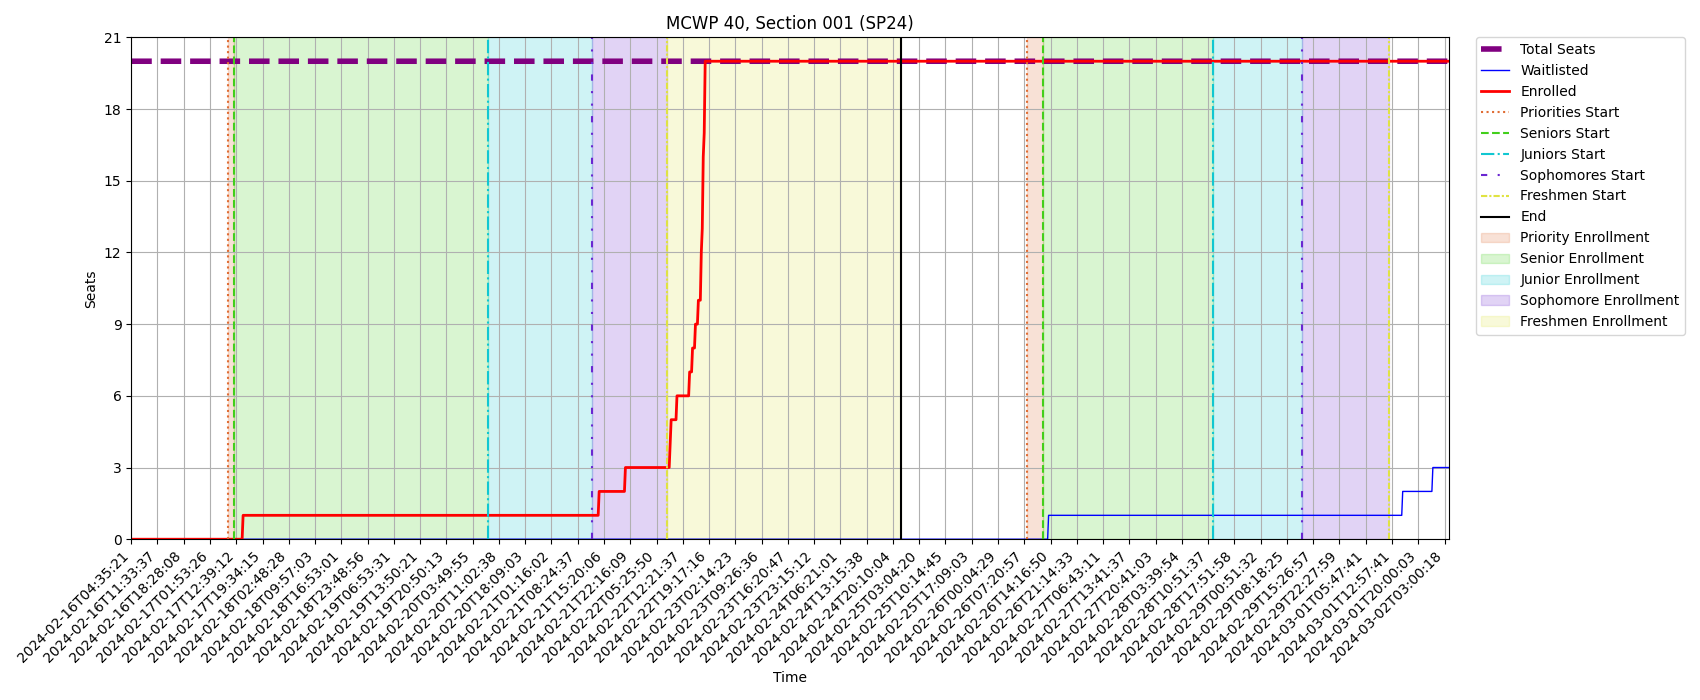 MCWP 40, Section 001 (SP24)
21
18
15
12
9
6
3
0
Seats
2024-02-16T04:35:21
2024-02-16T11:33:37
2024-02-16T18:28:08
2024-02-17T01:53:26
2024-02-17T12:39:12
2024-02-17T19:34:15
2024-02-18T02:48:28
2024-02-18T09:57:03
2024-02-18T16:53:01
2024-02-18T23:48:56
2024-02-19T06:53:31
2024-02-19T13:50:21
2024-02-19T20:50:13
2024-02-20T03:49:55
2024-02-20T11:02:38
2024-02-20T18:09:03
2024-02-21T01:16:02
2024-02-21T08:24:37
2024-02-21T15:20:06
2024-02-21T22:16:09
2024-02-22T05:25:50
2024-02-22T12:21:37
2024-02-22T19:17:16
2024-02-23T02:14:23
2024-02-23T09:26:36
2024-02-23T16:20:47
2024-02-23T23:15:12
2024-02-24T06:21:01
2024-02-24T13:15:38
2024-02-24T20:10:04
2024-02-25T03:04:20
2024-02-25T10:14:45
2024-02-25T17:09:03
2024-02-26T00:04:29
2024-02-26T07:20:57
2024-02-26T14:16:50
2024-02-26T21:14:33
2024-02-27T06:43:11
2024-02-27T13:41:37
2024-02-27T20:41:03
2024-02-28T03:39:54
2024-02-28T10:51:37
2024-02-28T17:51:58
2024-02-29T00:51:32
2024-02-29T08:18:25
2024-02-29T15:26:57
2024-02-29T22:27:59
2024-03-01T05:47:41
2024-03-01T12:57:41
2024-03-01T20:00:03
2024-03-02T03:00:18
Time
Total Seats
Waitlisted
Enrolled
Priorities Start
Seniors Start
Juniors Start
Sophomores Start
Freshmen Start
End
Priority Enrollment
Senior Enrollment
Junior Enrollment
Sophomore Enrollment
Freshmen Enrollment